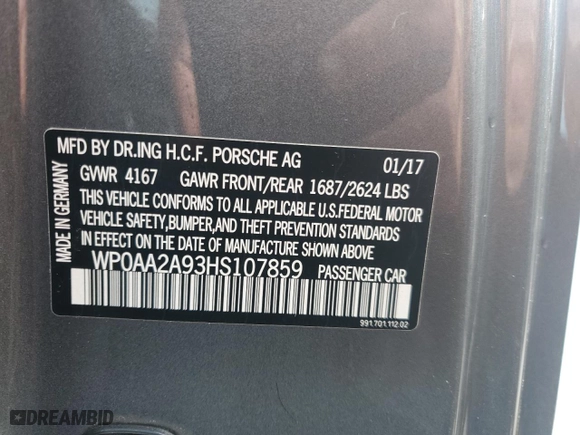 MFD BY DR.ING H.C.F. PORSCHE AG 01/17
GVWR 4167 GAWR FRONT/REAR 1687/2624 LBS
THIS VEHICLE CONFORMS TO ALL APPLICABLE U.S.FEDERAL MOTOR
VEHICLE SAFETY,BUMPER,AND THEFT PREVENTION STANDARDS
IN EFFECT ON THE DATE OF MANUFACTURE SHOWN ABOVE
WP0AA2A93HS107859 PASSENGER CAR
991.701.112.02
MADE IN GERMANY
DREAMBID